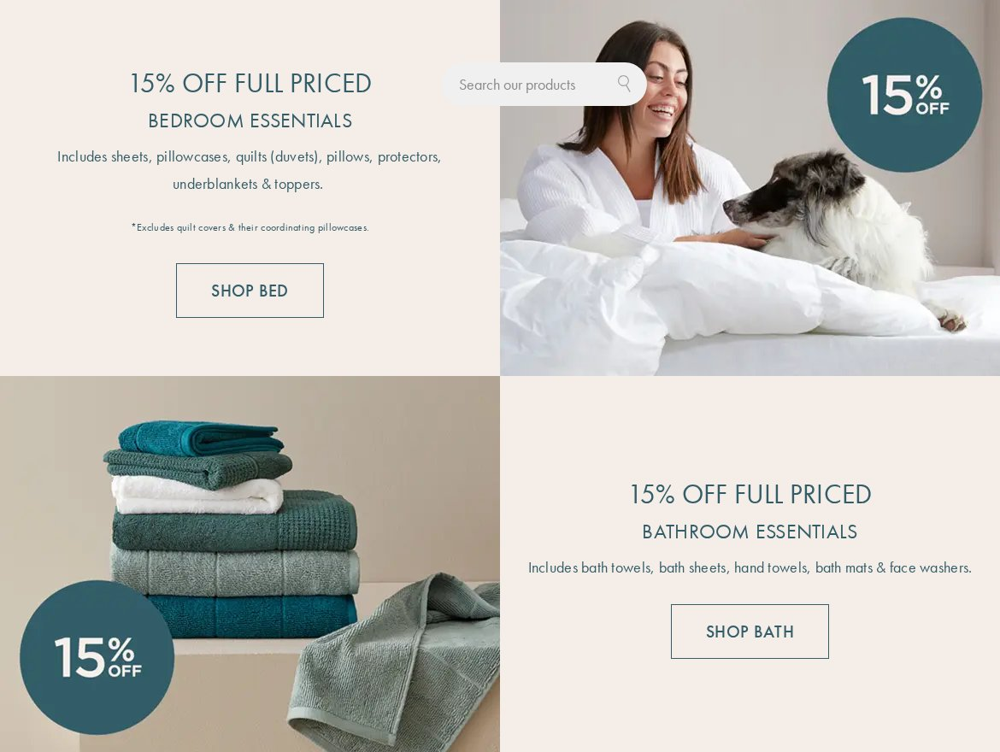 15% OFF FULL PRICED
BEDROOM ESSENTIALS
Includes sheets, pillowcases, quilts (duvets), pillows, protectors,
underblankets & toppers.
*Excludes quilt covers & their coordinating pillowcases.
SHOP BED
Search our products
15%
OFF
15%
OFF
15% OFF FULL PRICED
BATHROOM ESSENTIALS
Includes bath towels, bath sheets, hand towels, bath mats & face washers.
SHOP BATH